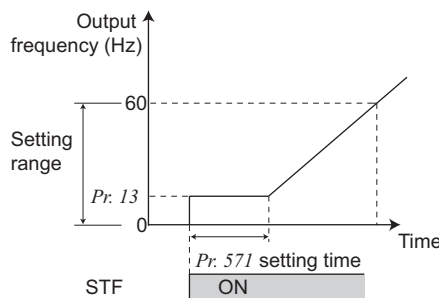 Output
frequency (Hz)
60
Setting
range
Pr. 13
0
Time
Pr. 571 setting time
STF
ON